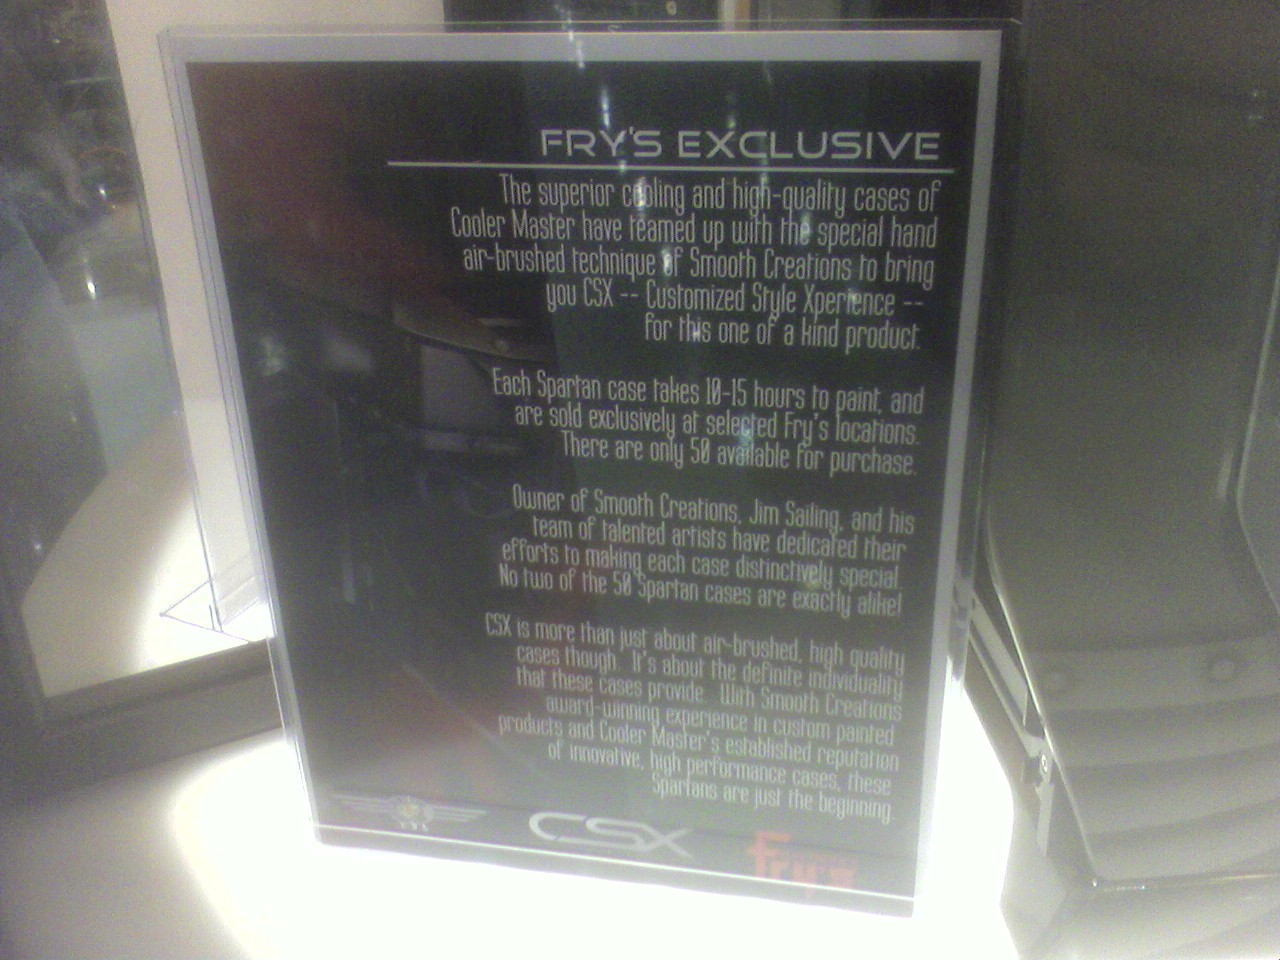 FRY'S EXCLUSIVE
The superior cooling and high-quality cases of
Cooler Master have teamed up with the special hand
air-brushed technique of Smooth Creations to bring
you CSX -- Customized Style Xperience --
for this one of a kind product.
Each Spartan case takes 10-15 hours to paint, and
are sold exclusively at selected Fry's locations.
There are only 50 available for purchase.
Owner of Smooth Creations, Jim Sailing, and his
team of talented artists have dedicated their
efforts to making each case distinctively special.
No two of the 50 Spartan cases are exactly alike!
CSX is more than just about air-brushed, high quality
cases though. It's about the definite individuality
that these cases provide. With Smooth Creations
award-winning experience in custom painted
products and Cooler Master's established reputation
of innovative, high performance cases, these
Spartans are just the beginning.
CSX
Fry's